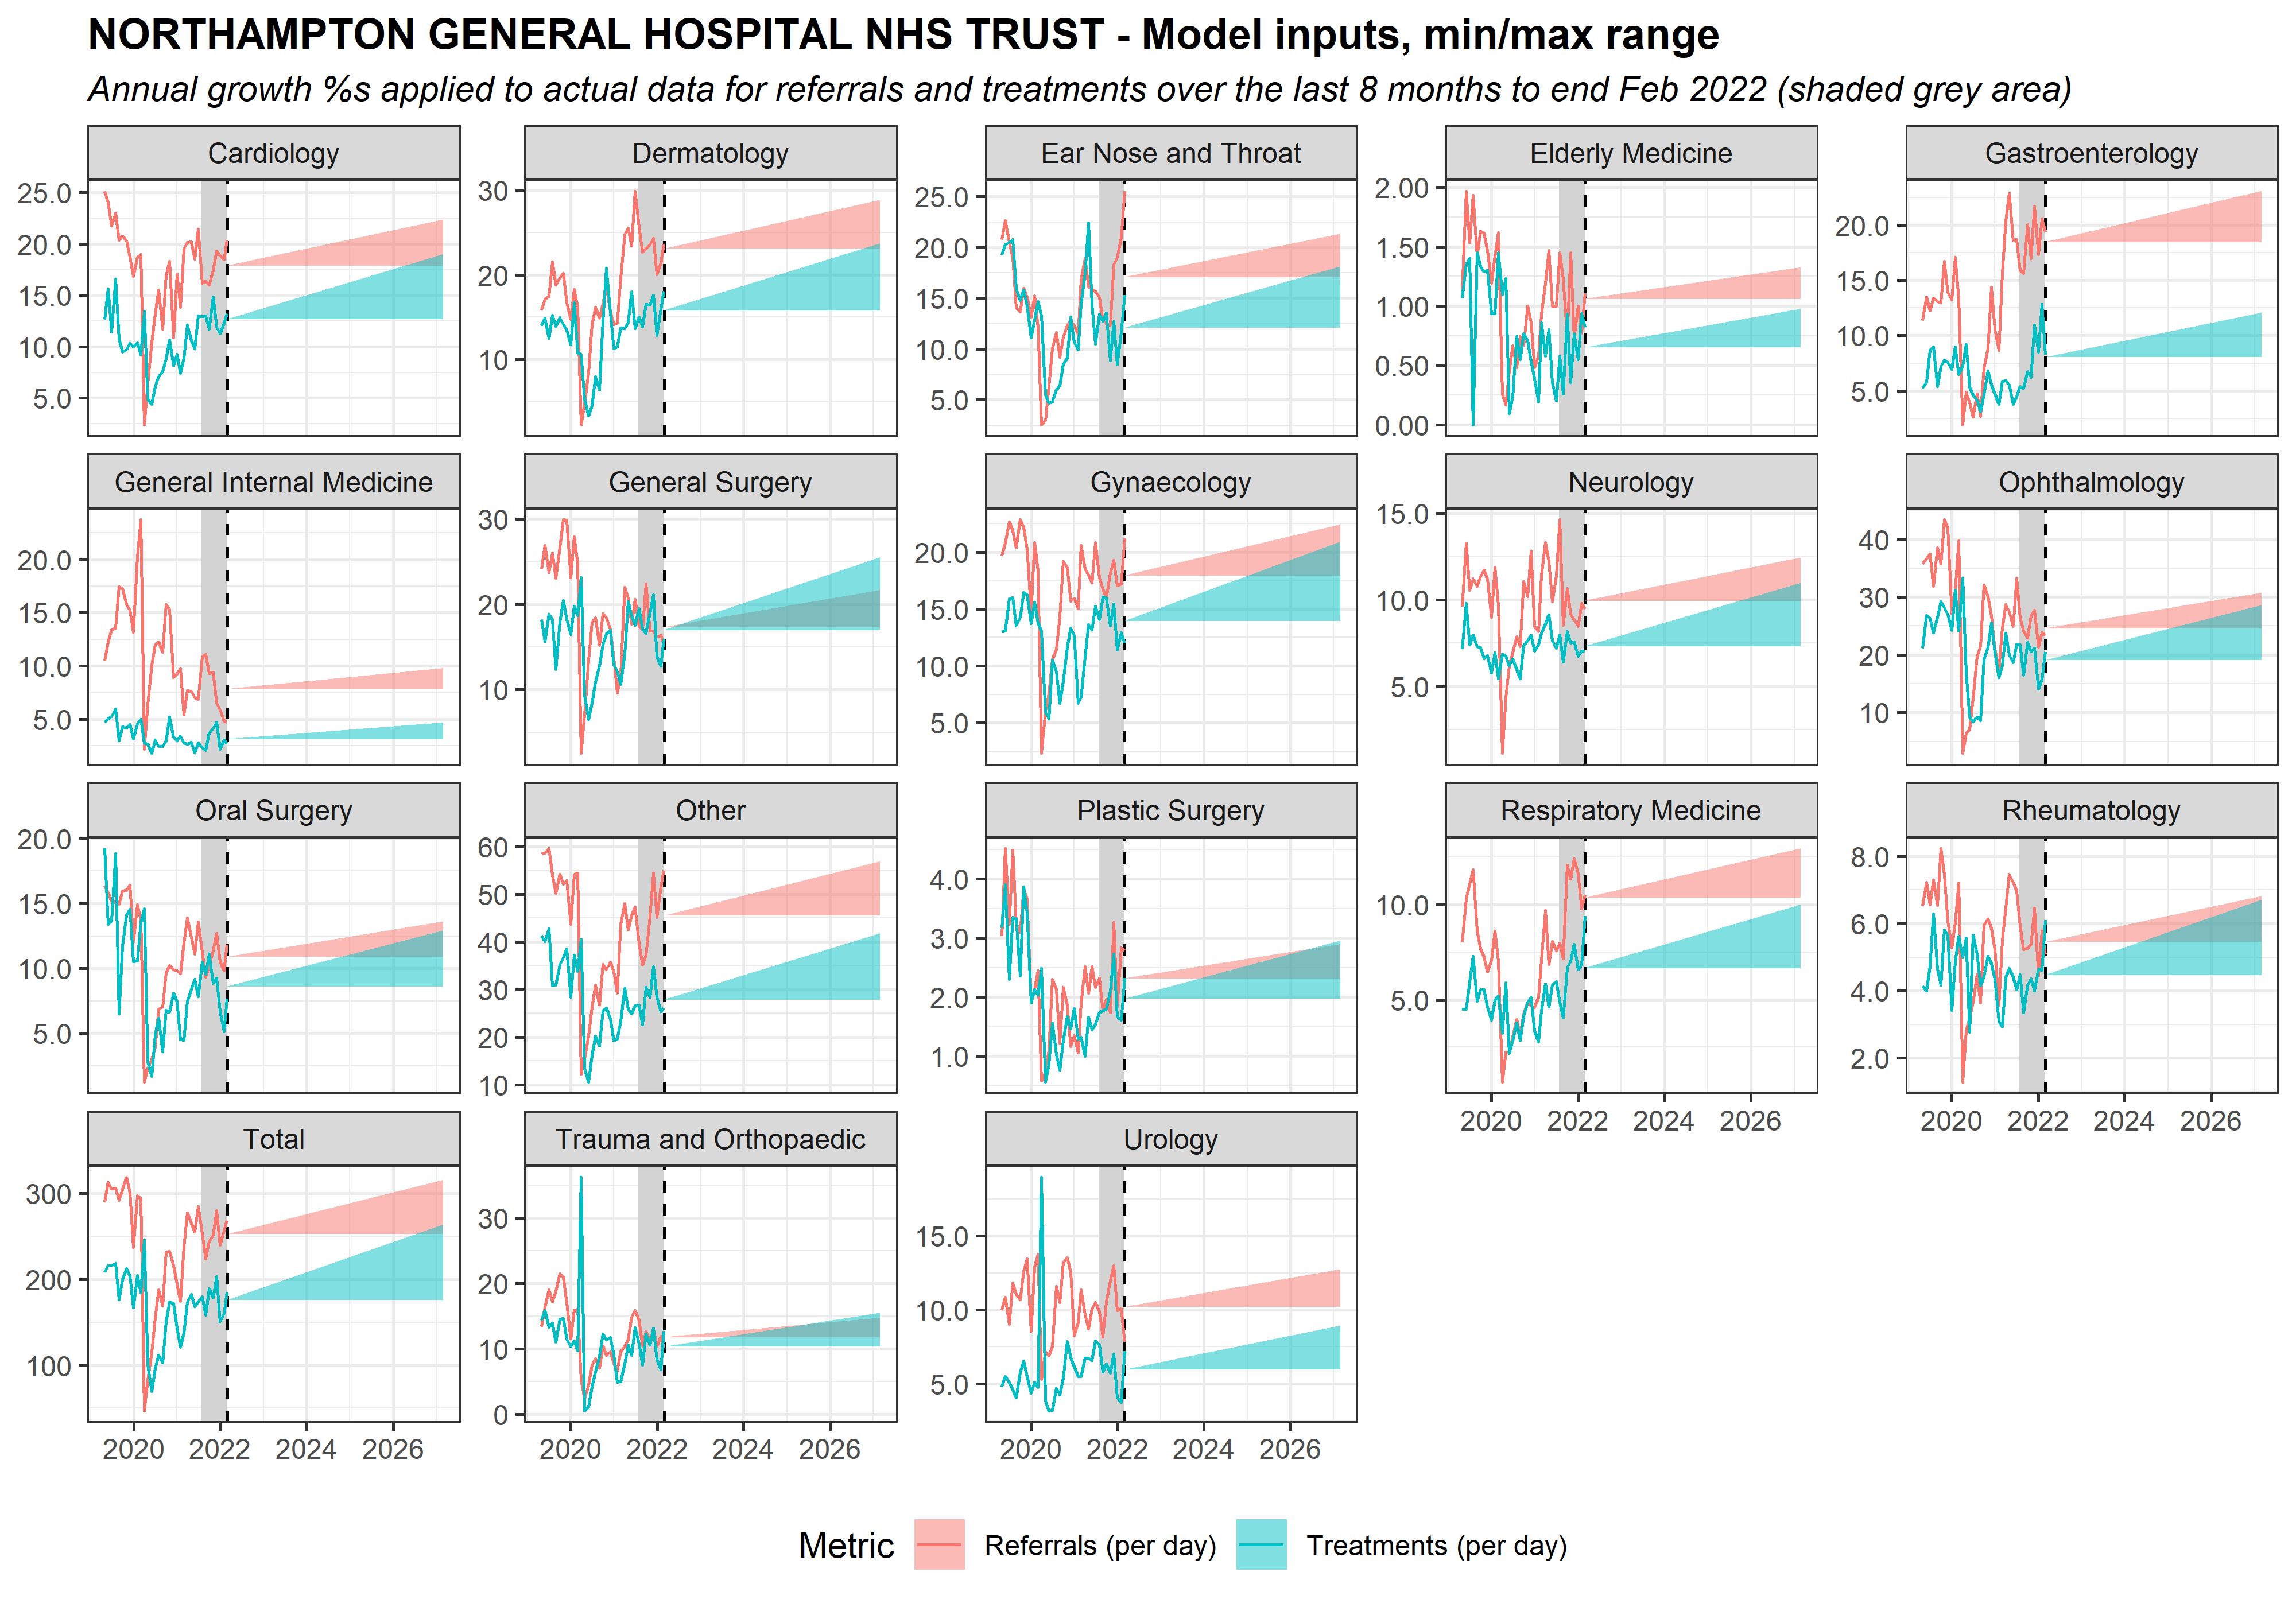 NORTHAMPTON GENERAL HOSPITAL NHS TRUST - Model inputs, min/max range
Annual growth %s applied to actual data for referrals and treatments over the last 8 months to end Feb 2022 (shaded grey area)
Cardiology
25.0
20.0
15.0
10.0
5.0
Dermatology
30
20
10
Ear Nose and Throat
25.0
20.0
15.0
10.0
5.0
Elderly Medicine
2.00
1.50
1.00
0.50
0.00
Gastroenterology
20.0
15.0
10.0
5.0
General Internal Medicine
20.0
15.0
10.0
5.0
General Surgery
30
20
10
Gynaecology
20.0
15.0
10.0
5.0
Neurology
15.0
10.0
5.0
Ophthalmology
40
30
20
10
Oral Surgery
20.0
15.0
10.0
5.0
Other
60
50
40
30
20
10
Plastic Surgery
4.0
3.0
2.0
1.0
Respiratory Medicine
10.0
5.0
2020 2022 2024 2026
Rheumatology
8.0
6.0
4.0
2.0
2020 2022 2024 2026
Total
300
200
100
2020 2022 2024 2026
Trauma and Orthopaedic
30
20
10
0
2020 2022 2024 2026
Urology
15.0
10.0
5.0
2020 2022 2024 2026
Metric Referrals (per day) Treatments (per day)